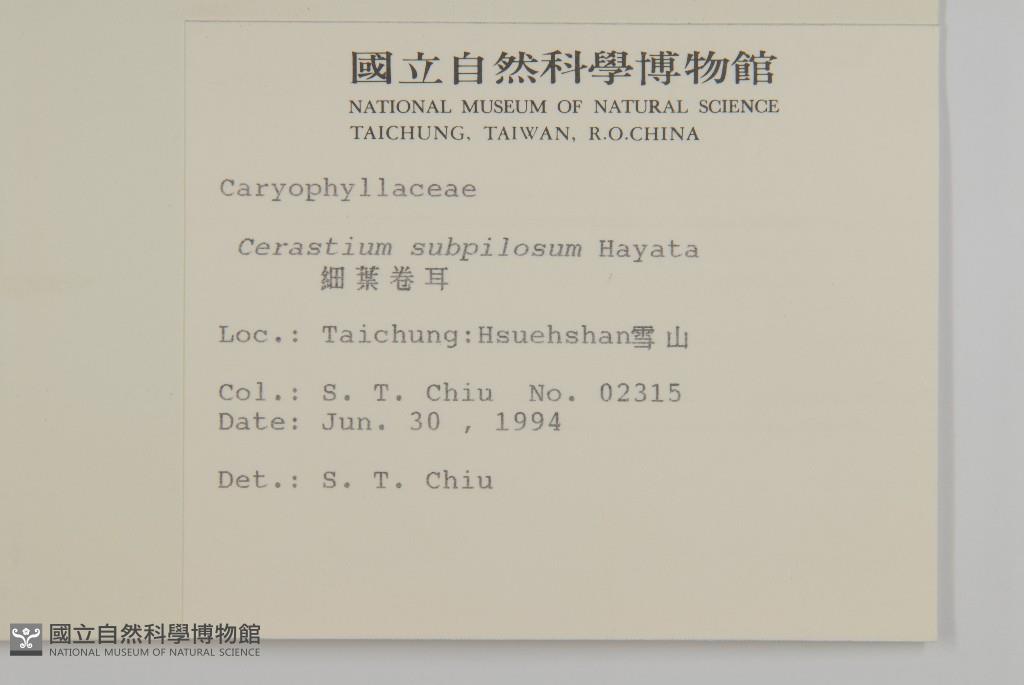 國立自然科學博物館
NATIONAL MUSEUM OF NATURAL SCIENCE
TAICHUNG, TAIWAN, R.O.CHINA
Caryophyllaceae
Cerastium subpilosum Hayata
細葉卷耳
Loc.: Taichung:Hsuehshan雪山
Col.: S. T. Chiu No. 02315
Date: Jun. 30 , 1994
Det.: S. T. Chiu
國立自然科學博物館
NATIONAL MUSEUM OF NATURAL SCIENCE